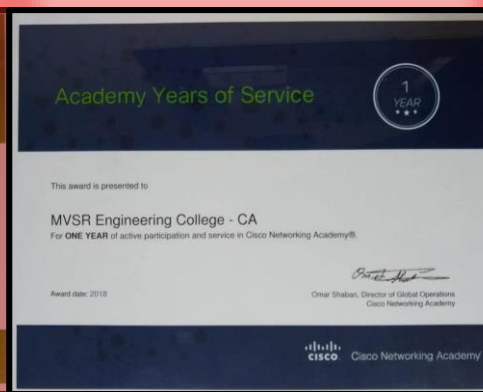 Academy Years of Service
1
YEAR
This award is presented to
MVSR Engineering College - CA
For ONE YEAR of active participation and service in Cisco Networking Academy®.
Award date: 2018
Omar Shaban, Director of Global Operations
Cisco Networking Academy
CISCO Cisco Networking Academy